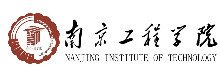 南京工程学院
NANJING INSTITUTE OF TECHNOLOGY